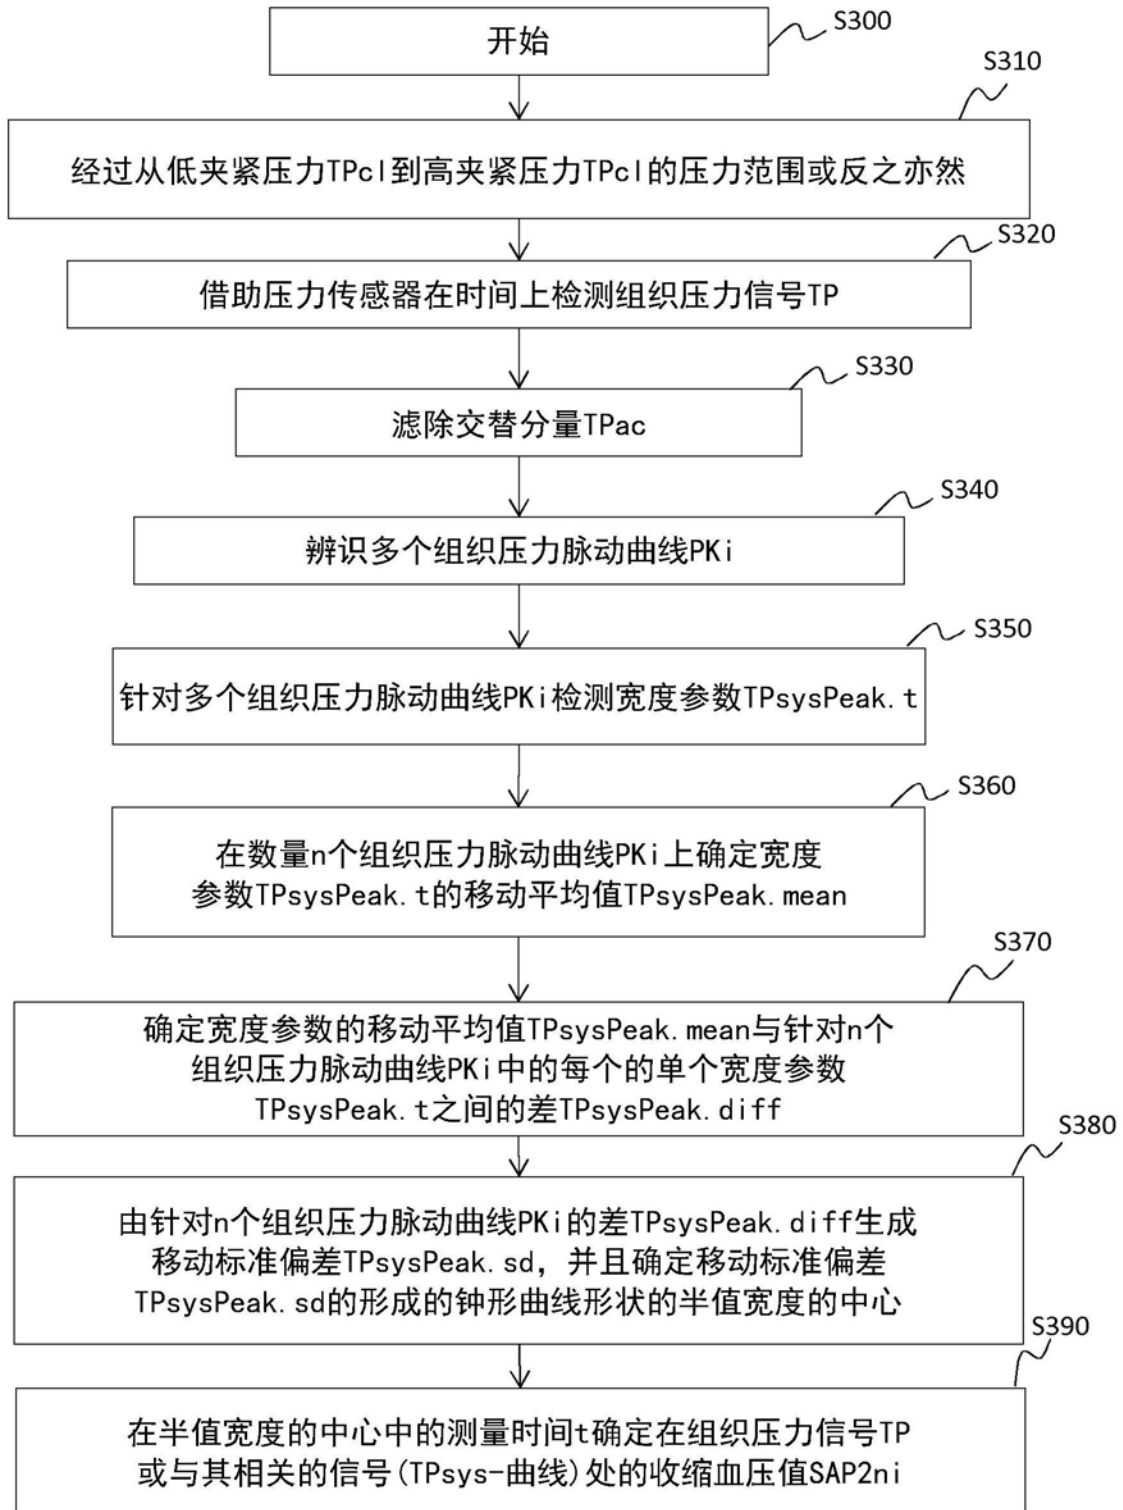 开始
S300
S310
经过从低夹紧压力TPcl到高夹紧压力TPcl的压力范围或反之亦然
S320
借助压力传感器在时间上检测组织压力信号TP
S330
滤除交替分量TPac
S340
辨识多个组织压力脉动曲线PKi
S350
针对多个组织压力脉动曲线PKi检测宽度参数TPsysPeak.t
S360
在数量n个组织压力脉动曲线PKi上确定宽度
参数TPsysPeak.t的移动平均值TPsysPeak.mean
S370
确定宽度参数的移动平均值TPsysPeak.mean与针对n个
组织压力脉动曲线PKi中的每个的单个宽度参数
TPsysPeak.t之间的差TPsysPeak.diff
S380
由针对n个组织压力脉动曲线PKi的差TPsysPeak.diff生成
移动标准偏差TPsysPeak.sd，并且确定移动标准偏差
TPsysPeak.sd的形成的钟形曲线形状的半值宽度的中心
S390
在半值宽度的中心中的测量时间t确定在组织压力信号TP
或与其相关的信号(TPsys-曲线)处的收缩血压值SAP2ni